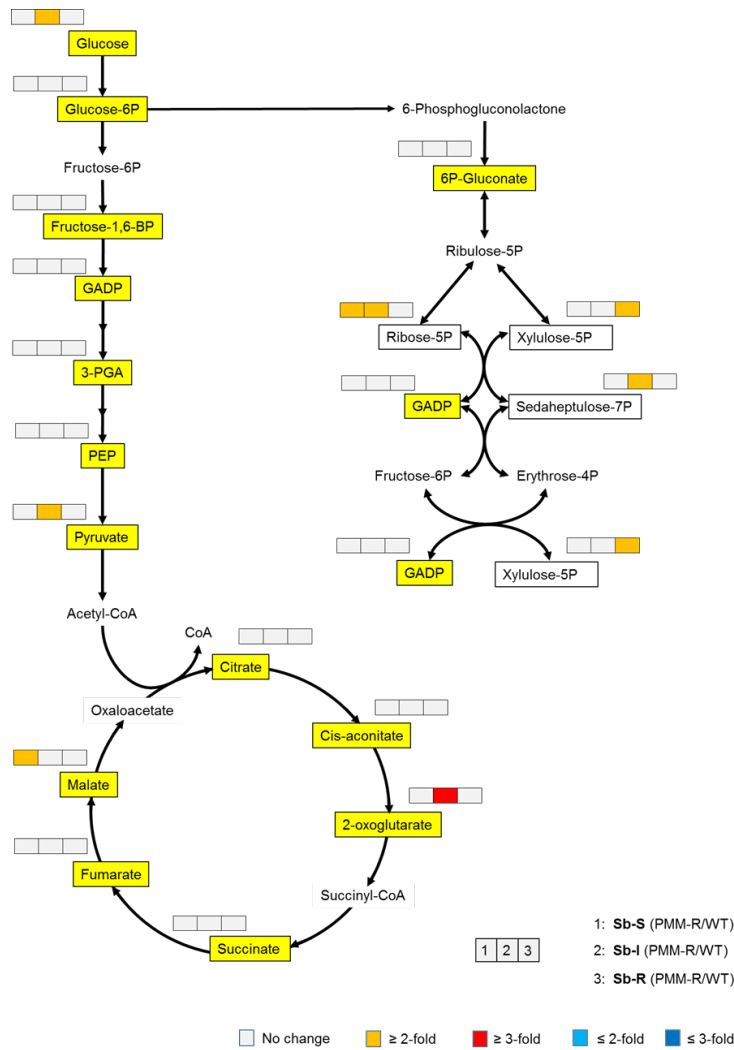 Glucose
Glucose-6P
6-Phosphogluconolactone
Fructose-6P
6P-Gluconate
Fructose-1,6-BP
Ribulose-5P
GADP
Ribose-5P
Xylulose-5P
3-PGA
GADP
Sedaheptulose-7P
PEP
Fructose-6P
Erythrose-4P
Pyruvate
GADP
Xylulose-5P
Acetyl-CoA
CoA
Citrate
Oxaloacetate
Cis-aconitate
Malate
2-oxoglutarate
Fumarate
Succinyl-CoA
Succinate
1 2 3
1: Sb-S (PMM-R/WT)
2: Sb-I (PMM-R/WT)
3: Sb-R (PMM-R/WT)
No change
≥ 2-fold
≥ 3-fold
≤ 2-fold
≤ 3-fold